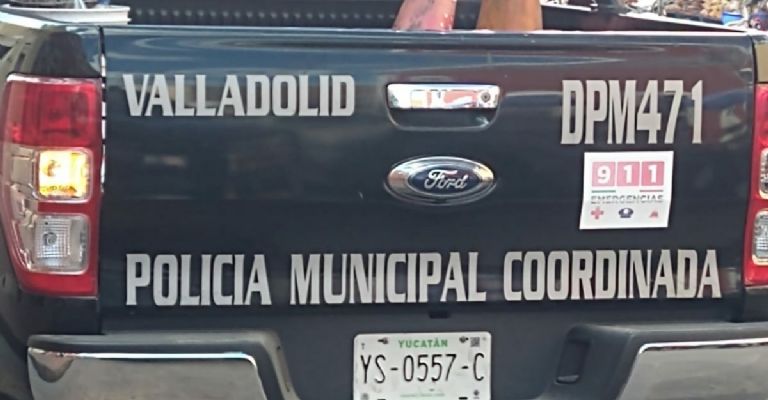 VALLADOLID
DPM471
Ford
911
EMERGENCIAS
POLICIA MUNICIPAL COORDINADA
YUCATÁN
YS-0557-C